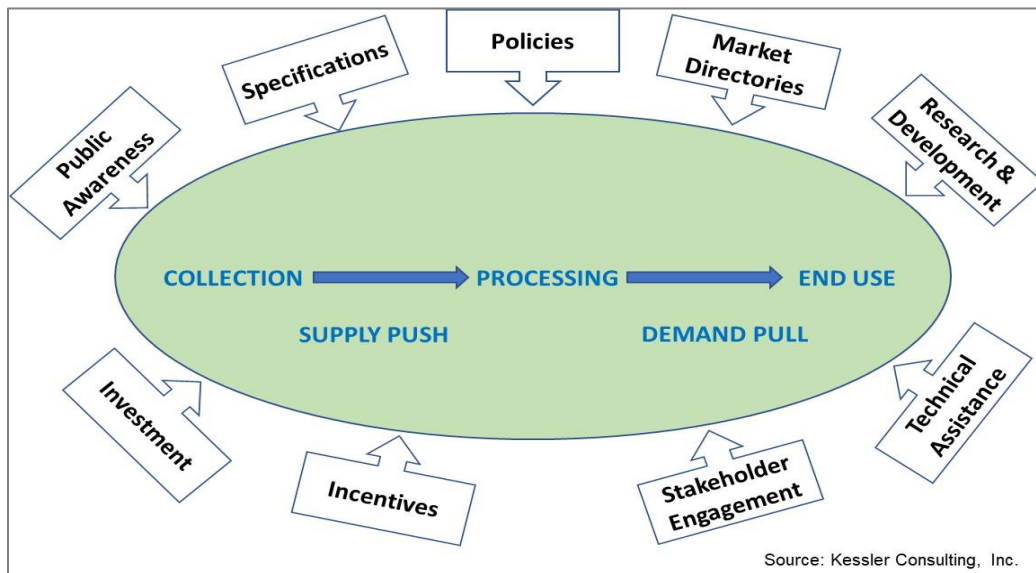 Policies
Specifications
Market
Directories
Public
Awareness
Research &
Development
COLLECTION
PROCESSING
END USE
SUPPLY PUSH
DEMAND PULL
Investment
Incentives
Stakeholder
Engagement
Technical
Assistance
Source: Kessler Consulting, Inc.